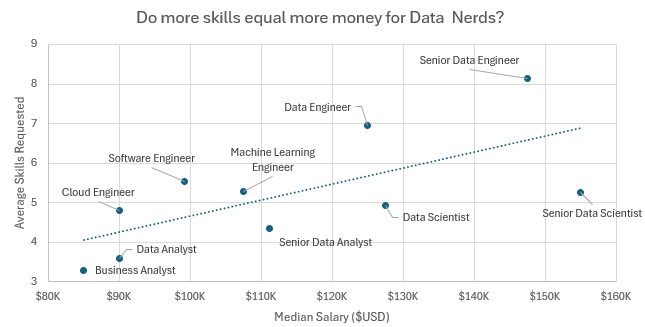 Do more skills equal more money for Data  Nerds?
9
Senior Data Engineer
8
Data Engineer
7
Machine Learning
Engineer
Software Engineer
6
Cloud Engineer
5
Data Scientist
Senior Data Scientist
Senior Data Analyst
4
Data Analyst
Business Analyst
3
Average Skills Requested
$80K $90K $100K $110K $120K $130K $140K $150K $160K
Median Salary ($USD)